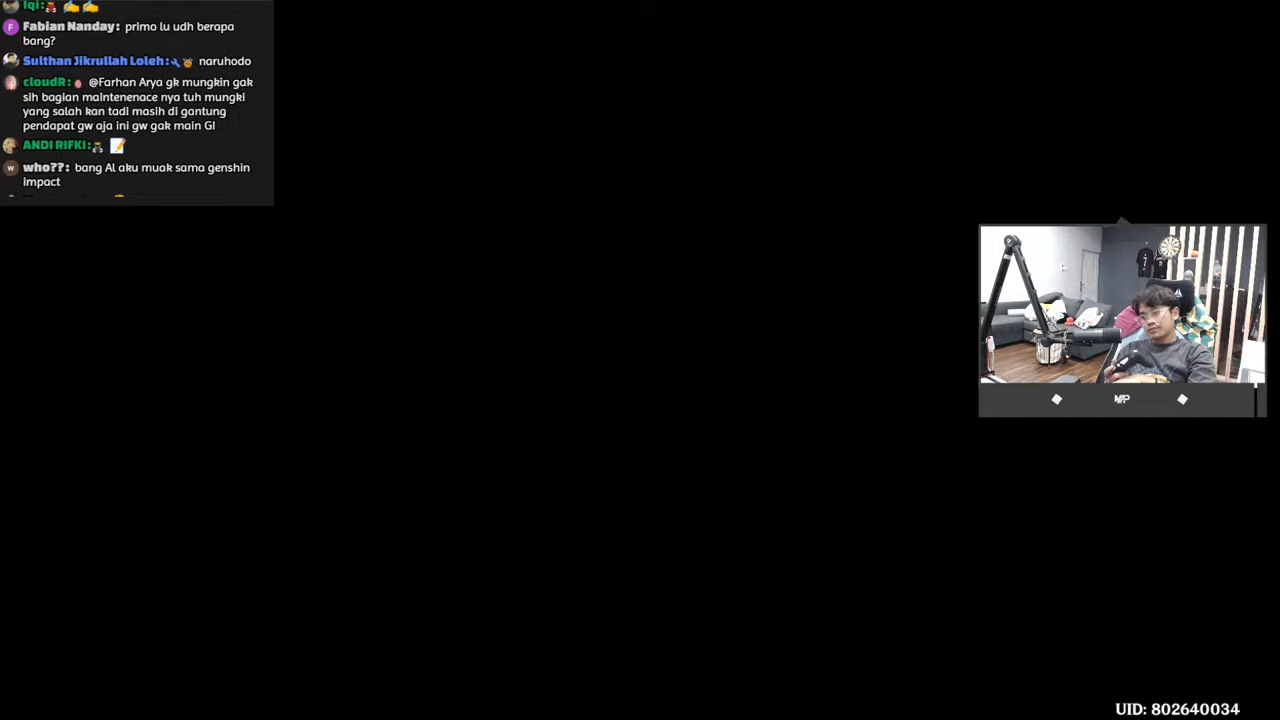 Iqi:
Fabian Nanday: primo lu udh berapa
bang?
Sulthan Jikrullah Loleh: naruhodo
cloudR: @Farhan Arya gk mungkin gak
sih bagian maintenenace nya tuh mungki
yang salah kan tadi masih di gantung
pendapat gw aja ini gw gak main GI
ANDI RIFKI:
who??: bang Al aku muak sama genshin
impact
UID: 802640034